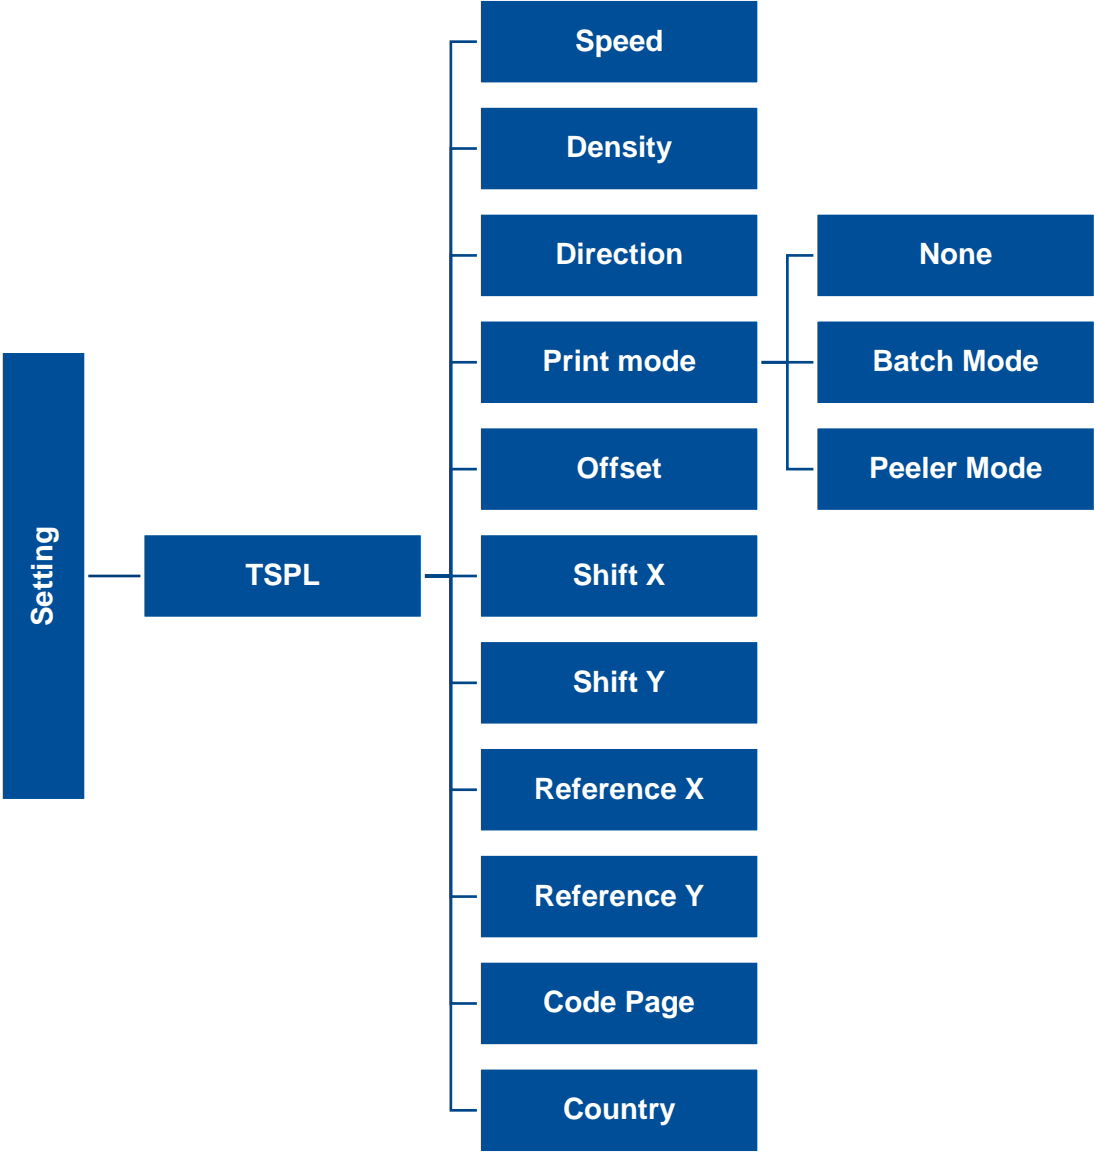 Setting
TSPL
Speed
Density
Direction
Print mode
None
Batch Mode
Peeler Mode
Offset
Shift X
Shift Y
Reference X
Reference Y
Code Page
Country